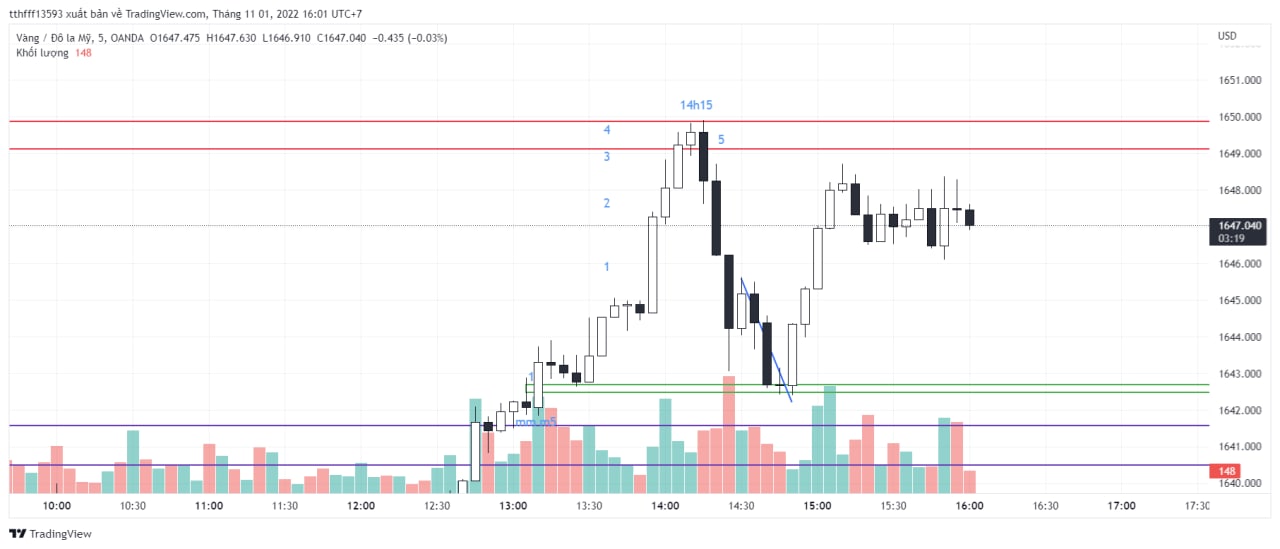 tthfff13593 xuất bản về TradingView.com, Tháng 11 01, 2022 16:01 UTC+7
Vàng / Đô la Mỹ, 5, OANDA O1647.475 H1647.630 L1646.910 C1647.040 −0.435 (−0.03%)
USD
Khối lượng 148
1651.000
14h15
1650.000
4
5
3
1649.000
1648.000
2
1647.040
03:19
1
1646.000
1645.000
1644.000
1
1643.000
1642.000
mm m5
1641.000
148
1640.000
10:00 10:30 11:00 11:30 12:00 12:30 13:00 13:30 14:00 14:30 15:00 15:30 16:00 16:30 17:00 17:30
TradingView